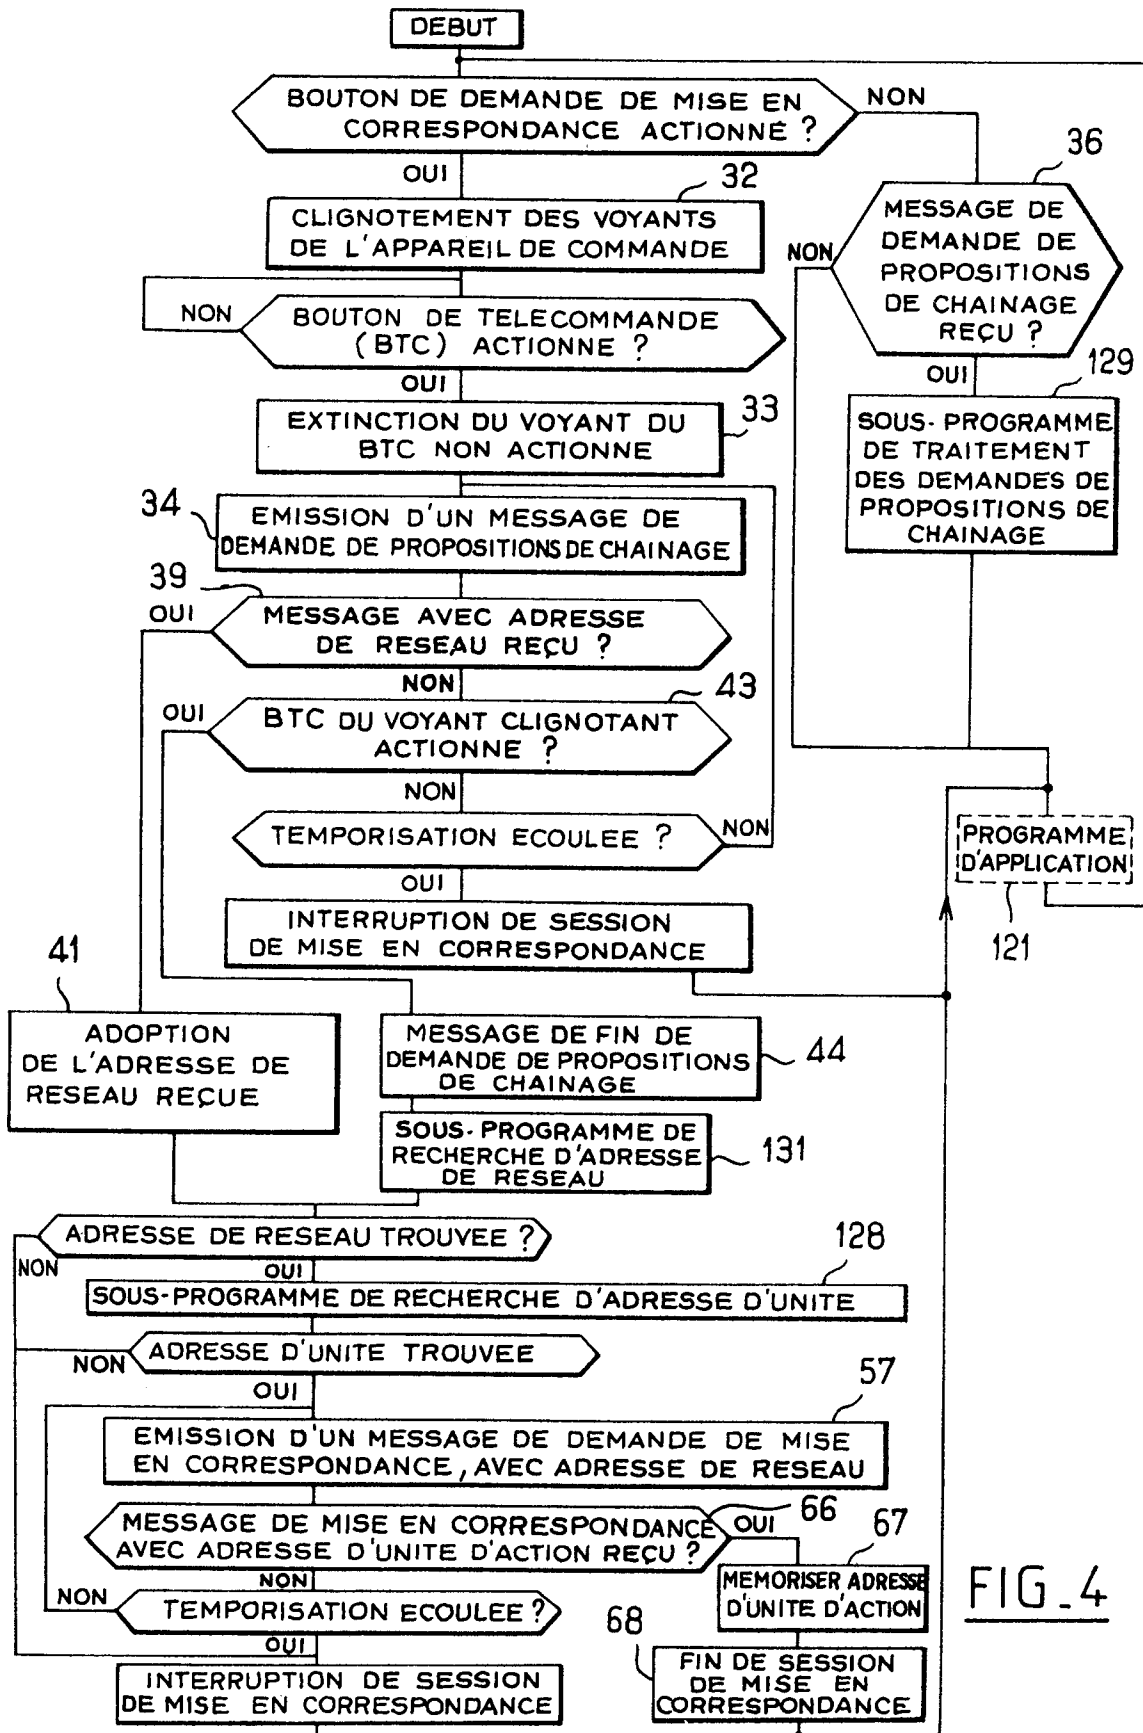 DEBUT
BOUTON DE DEMANDE DE MISE EN
CORRESPONDANCE ACTIONNE ?
NON
OUI
36
32
CLIGNOTEMENT DES VOYANTS
DE L'APPAREIL DE COMMANDE
MESSAGE DE
DEMANDE DE
PROPOSITIONS
DE CHAINAGE
REÇU ?
NON
NON
BOUTON DE TELECOMMANDE
(BTC) ACTIONNE ?
OUI
OUI
129
EXTINCTION DU VOYANT DU
BTC NON ACTIONNE
33
SOUS-PROGRAMME
DE TRAITEMENT
DES DEMANDES DE
PROPOSITIONS DE
CHAINAGE
34
EMISSION D'UN MESSAGE DE
DEMANDE DE PROPOSITIONS DE CHAINAGE
39
OUI
MESSAGE AVEC ADRESSE
DE RESEAU REÇU ?
NON
43
OUI
BTC DU VOYANT CLIGNOTANT
ACTIONNE ?
NON
TEMPORISATION ECOULEE ?
NON
OUI
PROGRAMME
D'APPLICATION
121
INTERRUPTION DE SESSION
DE MISE EN CORRESPONDANCE
41
ADOPTION
DE L'ADRESSE DE
RESEAU REÇUE
MESSAGE DE FIN DE
DEMANDE DE PROPOSITIONS
DE CHAINAGE
44
SOUS-PROGRAMME DE
RECHERCHE D'ADRESSE
DE RESEAU
131
ADRESSE DE RESEAU TROUVEE ?
NON
OUI
128
SOUS-PROGRAMME DE RECHERCHE D'ADRESSE D'UNITE
ADRESSE D'UNITE TROUVEE
NON
OUI
57
EMISSION D'UN MESSAGE DE DEMANDE DE MISE
EN CORRESPONDANCE, AVEC ADRESSE DE RESEAU
66
MESSAGE DE MISE EN CORRESPONDANCE
AVEC ADRESSE D'UNITE D'ACTION REÇU ?
OUI
67
NON
MEMORISER ADRESSE
D'UNITE D'ACTION
FIG_4
NON
TEMPORISATION ECOULEE ?
OUI
68
INTERRUPTION DE SESSION
DE MISE EN CORRESPONDANCE
FIN DE SESSION
DE MISE EN
CORRESPONDANCE